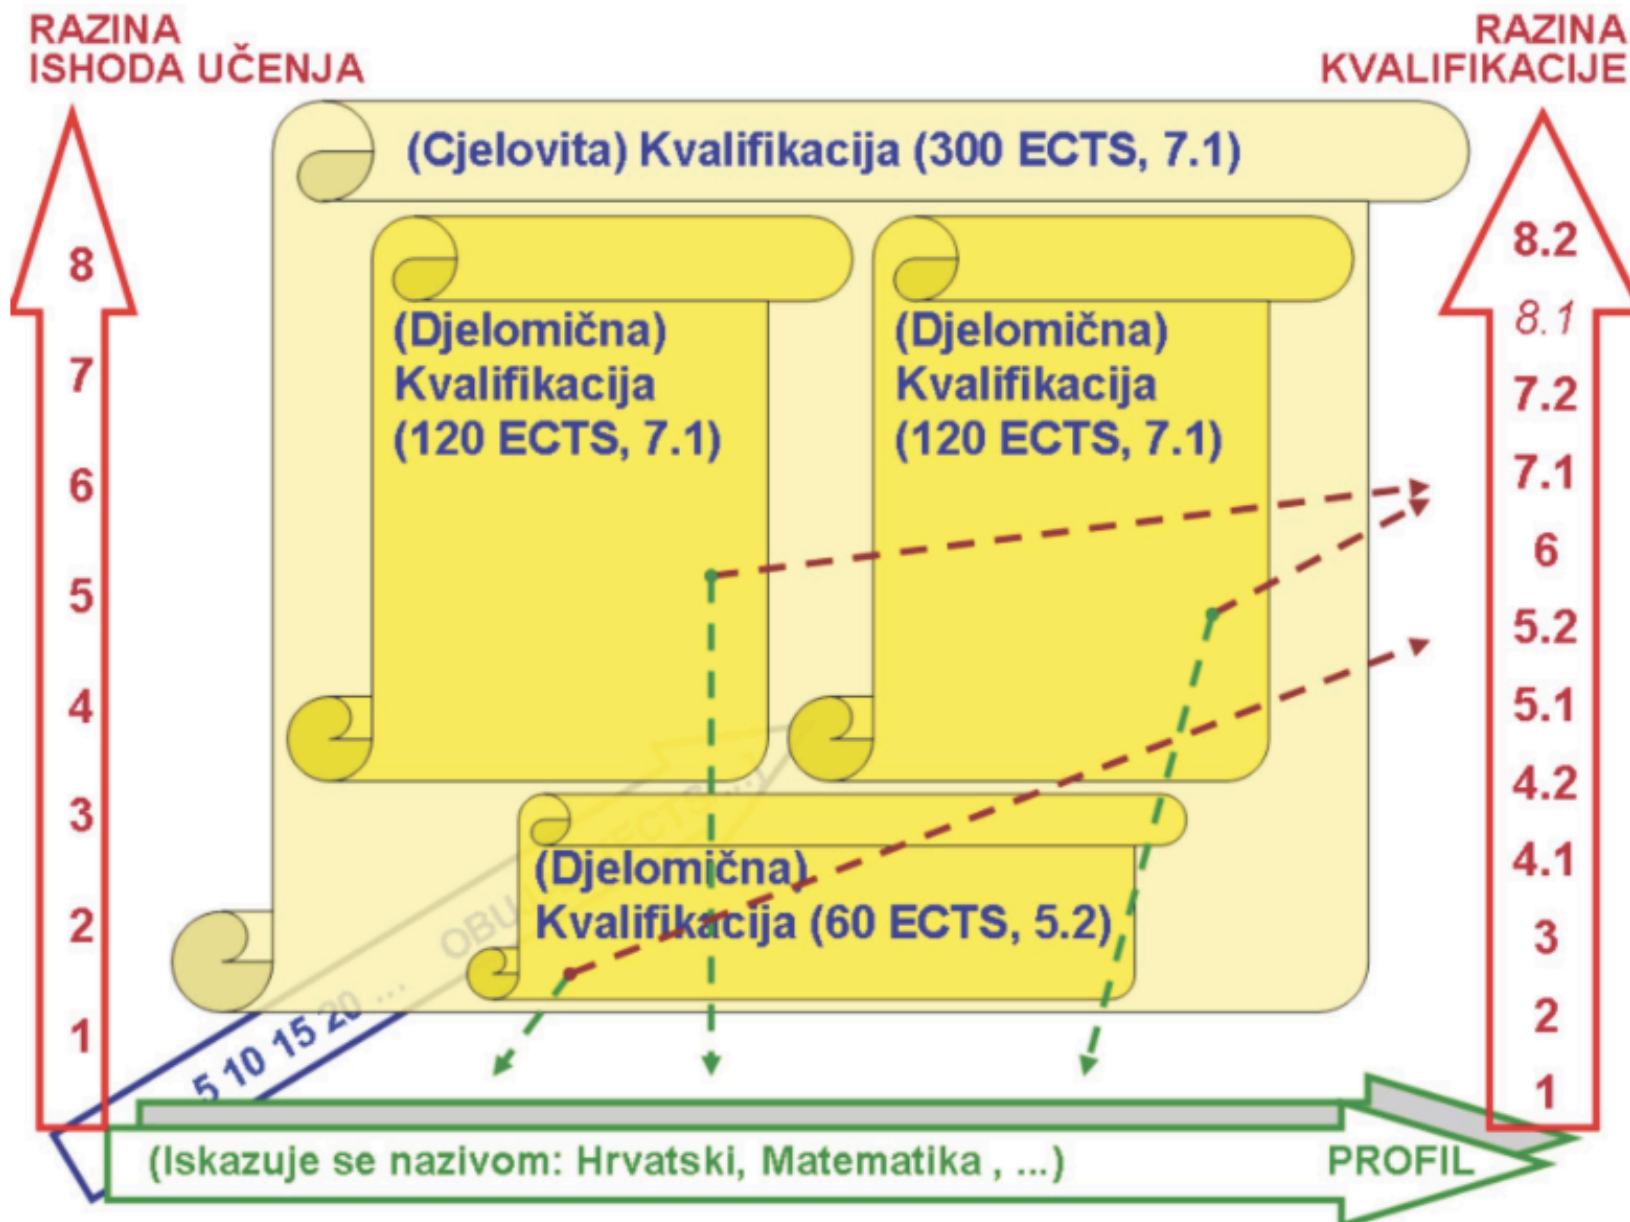 RAZINA
ISHODA UČENJA
RAZINA
KVALIFIKACIJE
(Cjelovita) Kvalifikacija (300 ECTS, 7.1)
(Djelomična)
Kvalifikacija
(120 ECTS, 7.1)
(Djelomična)
Kvalifikacija
(120 ECTS, 7.1)
(Djelomična)
Kvalifikacija (60 ECTS, 5.2)
8
7
6
5
4
3
2
1
8.2
8.1
7.2
7.1
6
5.2
5.1
4.2
4.1
3
2
1
5 10 15 20 ... ECTS, ...)
(Iskazuje se nazivom: Hrvatski, Matematika , ...)
PROFIL